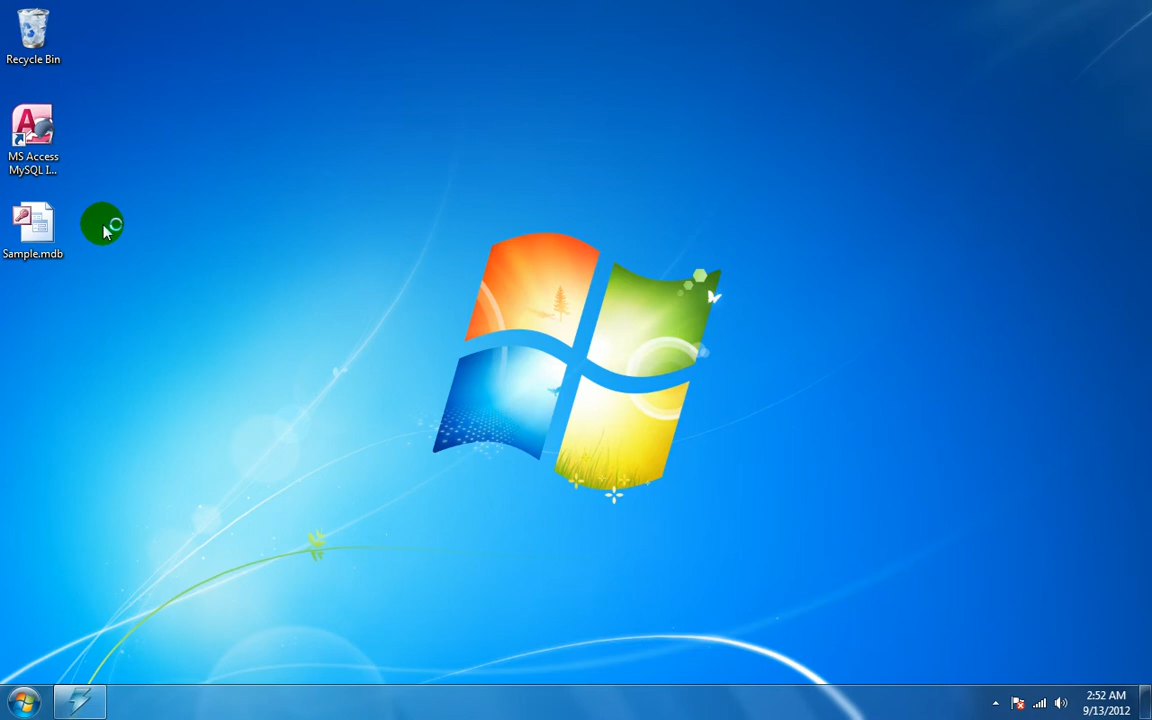 Recycle Bin
A
MS Access
MySQL I...
Sample.mdb
2:52 AM
9/13/2012